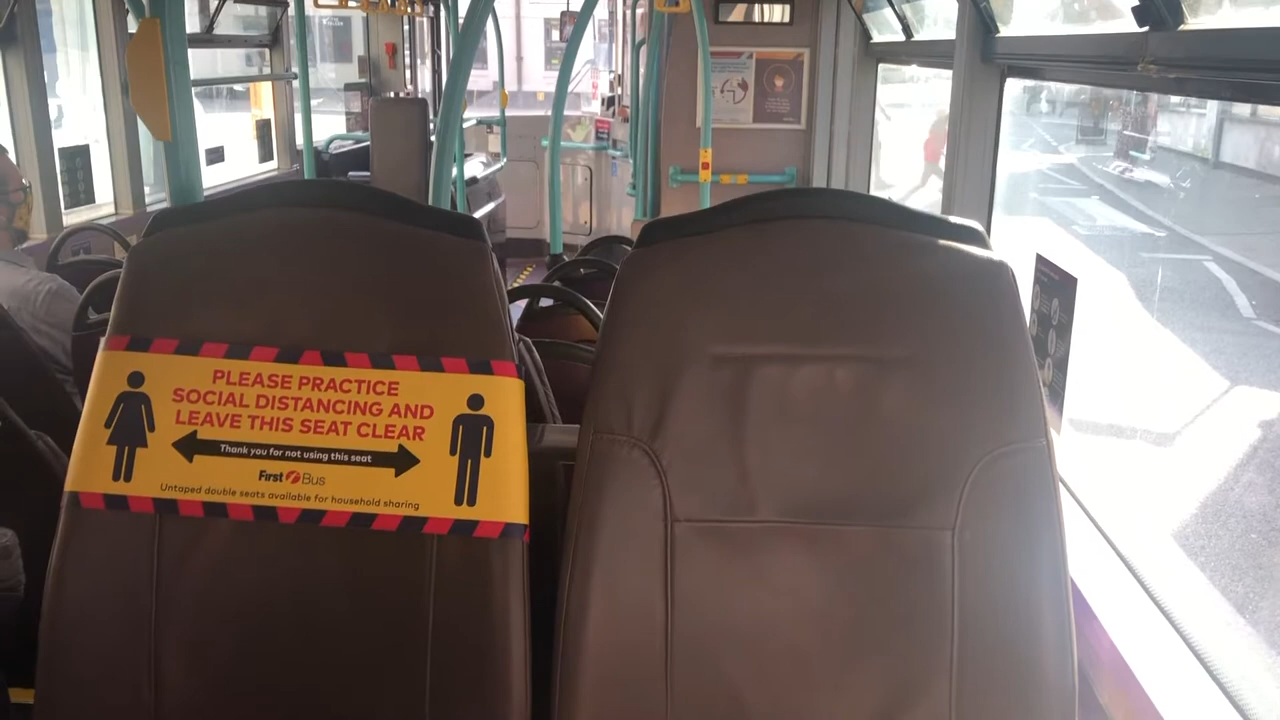 PLEASE PRACTICE
SOCIAL DISTANCING AND
LEAVE THIS SEAT CLEAR
Thank you for not using this seat
First Bus
Untaped double seats available for household sharing